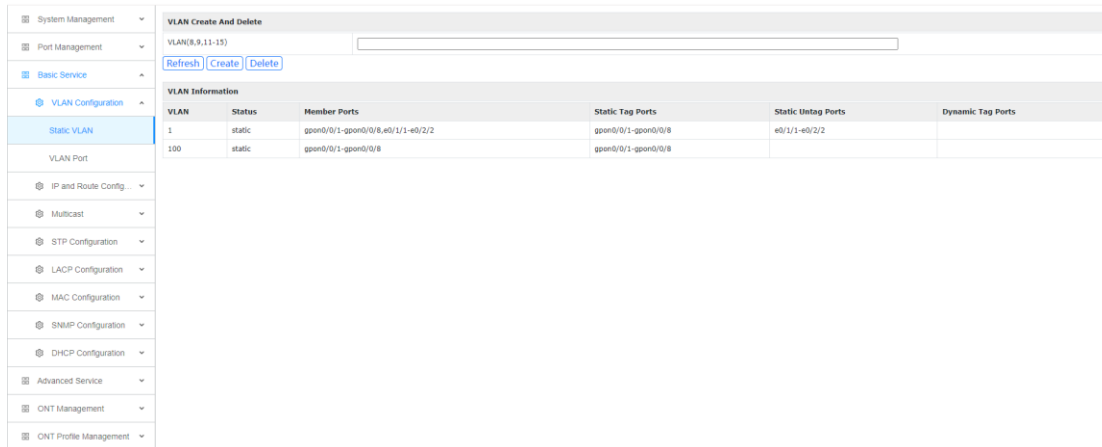 System Management
Port Management
Basic Service
VLAN Configuration
Static VLAN
VLAN Port
IP and Route Config...
Multicast
STP Configuration
LACP Configuration
MAC Configuration
SNMP Configuration
DHCP Configuration
Advanced Service
ONT Management
ONT Profile Management
VLAN Create And Delete
VLAN(8,9,11-15)
Refresh Create Delete
VLAN Information
VLAN Status Member Ports Static Tag Ports Static Untag Ports Dynamic Tag Ports
1 static gpon0/0/1-gpon0/0/8,e0/1/1-e0/2/2 gpon0/0/1-gpon0/0/8 e0/1/1-e0/2/2
100 static gpon0/0/1-gpon0/0/8 gpon0/0/1-gpon0/0/8